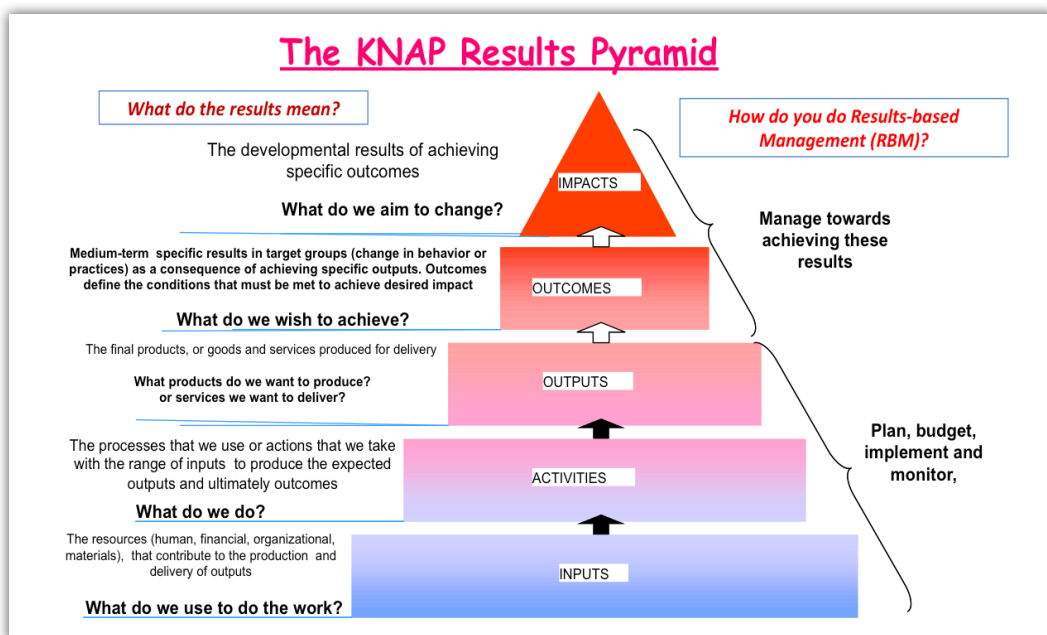 The KNAP Results Pyramid
What do the results mean?
How do you do Results-based
Management (RBM)?
The developmental results of achieving
specific outcomes
What do we aim to change?
IMPACTS
Manage towards
achieving these
results
Medium-term specific results in target groups (change in behavior or
practices) as a consequence of achieving specific outputs. Outcomes
define the conditions that must be met to achieve desired impact
What do we wish to achieve?
OUTCOMES
The final products, or goods and services produced for delivery
What products do we want to produce?
or services we want to deliver?
OUTPUTS
Plan, budget,
implement and
monitor,
The processes that we use or actions that we take
with the range of inputs to produce the expected
outputs and ultimately outcomes
What do we do?
ACTIVITIES
The resources (human, financial, organizational,
materials), that contribute to the production and
delivery of outputs
What do we use to do the work?
INPUTS